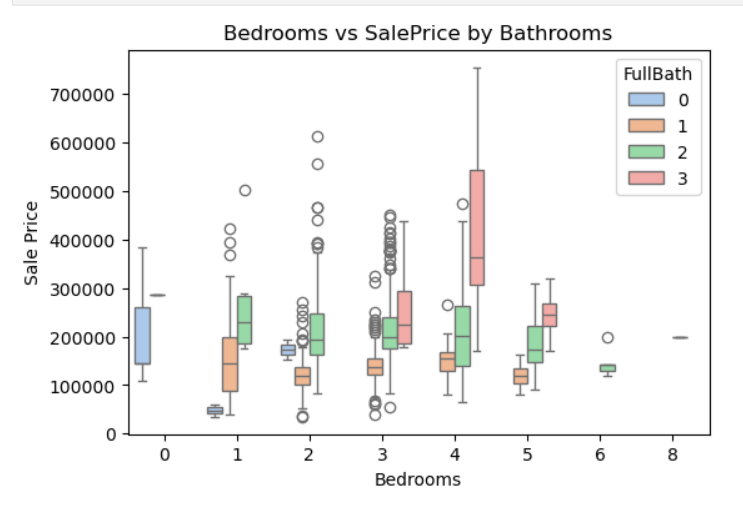 Bedrooms vs SalePrice by Bathrooms
FullBath
0
1
2
3
Sale Price
700000
600000
500000
400000
300000
200000
100000
0
0 1 2 3 4 5 6 8
Bedrooms